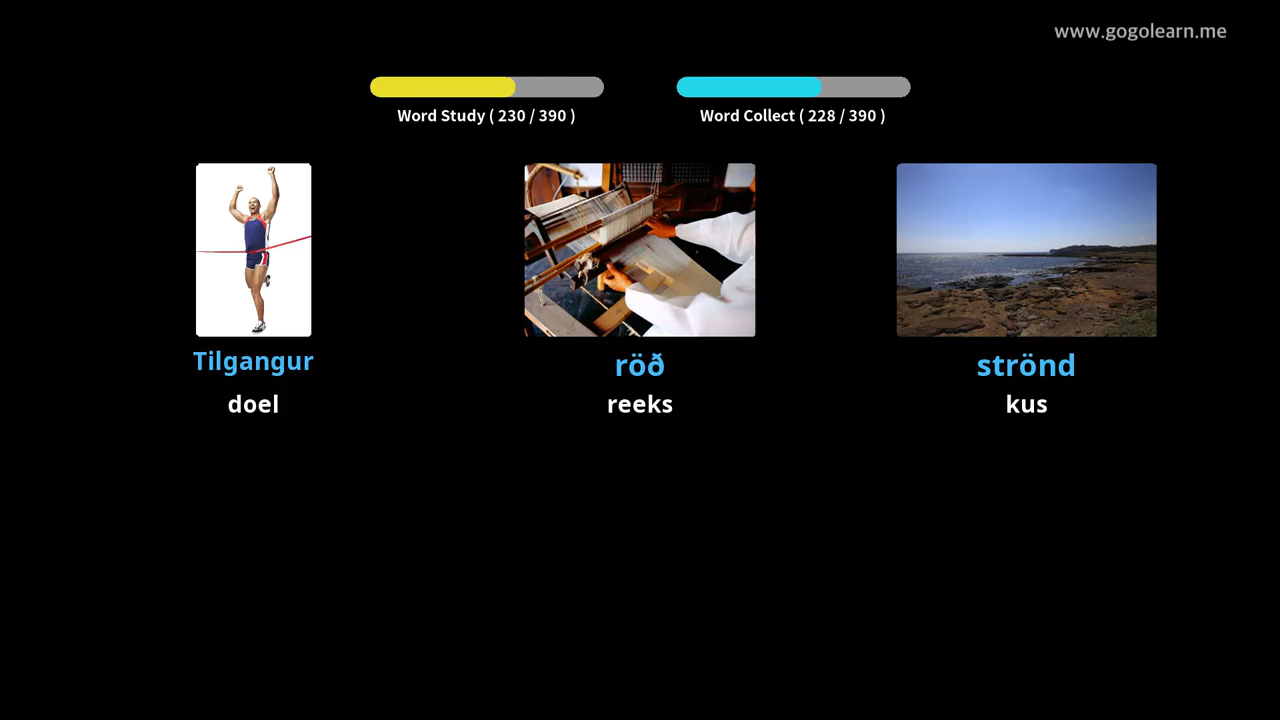 www.gogolearn.me
Word Study ( 230 / 390 )
Word Collect ( 228 / 390 )
Tilgangur
röð
strönd
doel
reeks
kus